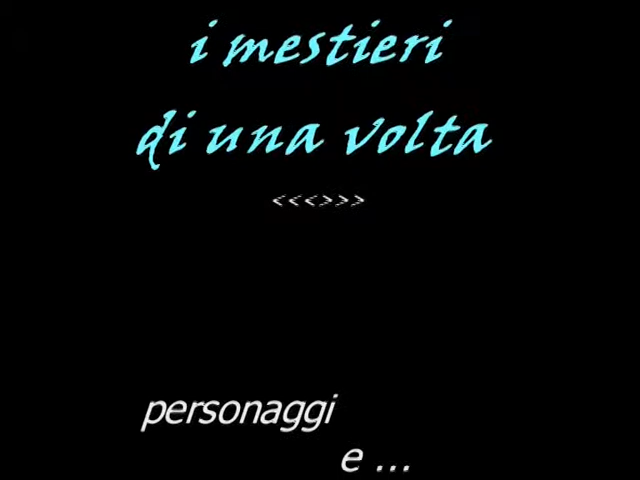 i mestieri
di una volta
<<<>>>
personaggi
e ...